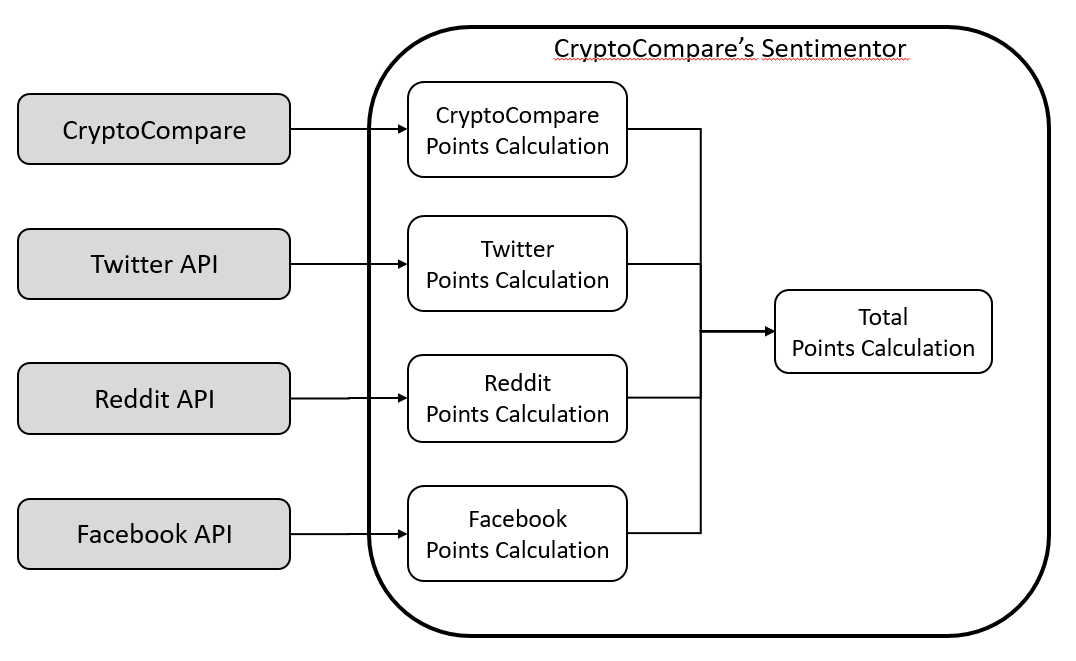 CryptoCompare's Sentimentor
CryptoCompare
CryptoCompare
Points Calculation
Twitter API
Twitter
Points Calculation
Total
Points Calculation
Reddit API
Reddit
Points Calculation
Facebook API
Facebook
Points Calculation